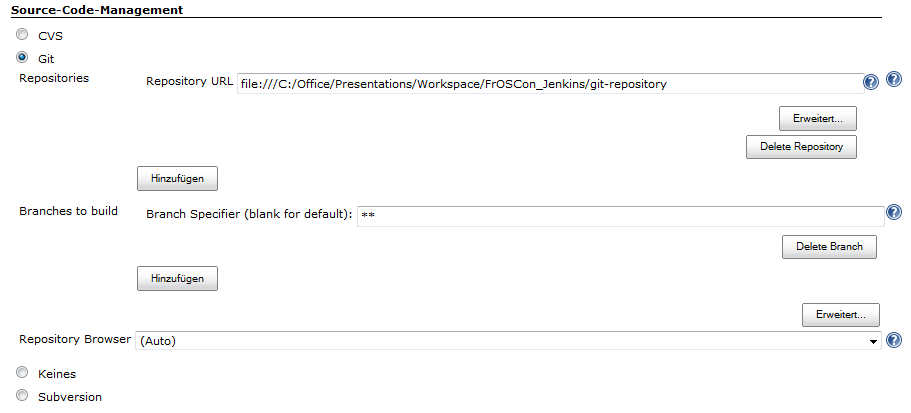 Source-Code-Management
CVS
Git
Repositories
Repository URL file:///C:/Office/Presentations/Workspace/FrOSCon_Jenkins/git-repository
Erweitert...
Delete Repository
Hinzufügen
Branches to build
Branch Specifier (blank for default): **
Delete Branch
Hinzufügen
Erweitert...
Repository Browser (Auto)
Keines
Subversion